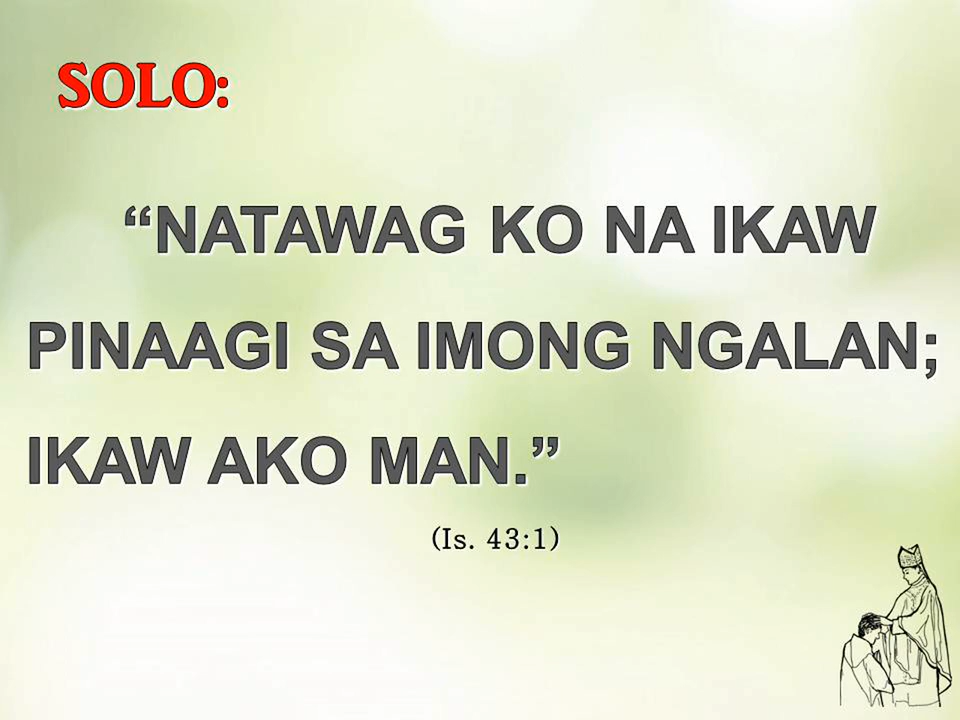 SOLO:
“NATAWAG KO NA IKAW
PINAAGI SA IMONG NGALAN;
IKAW AKO MAN.”
(Is. 43:1)